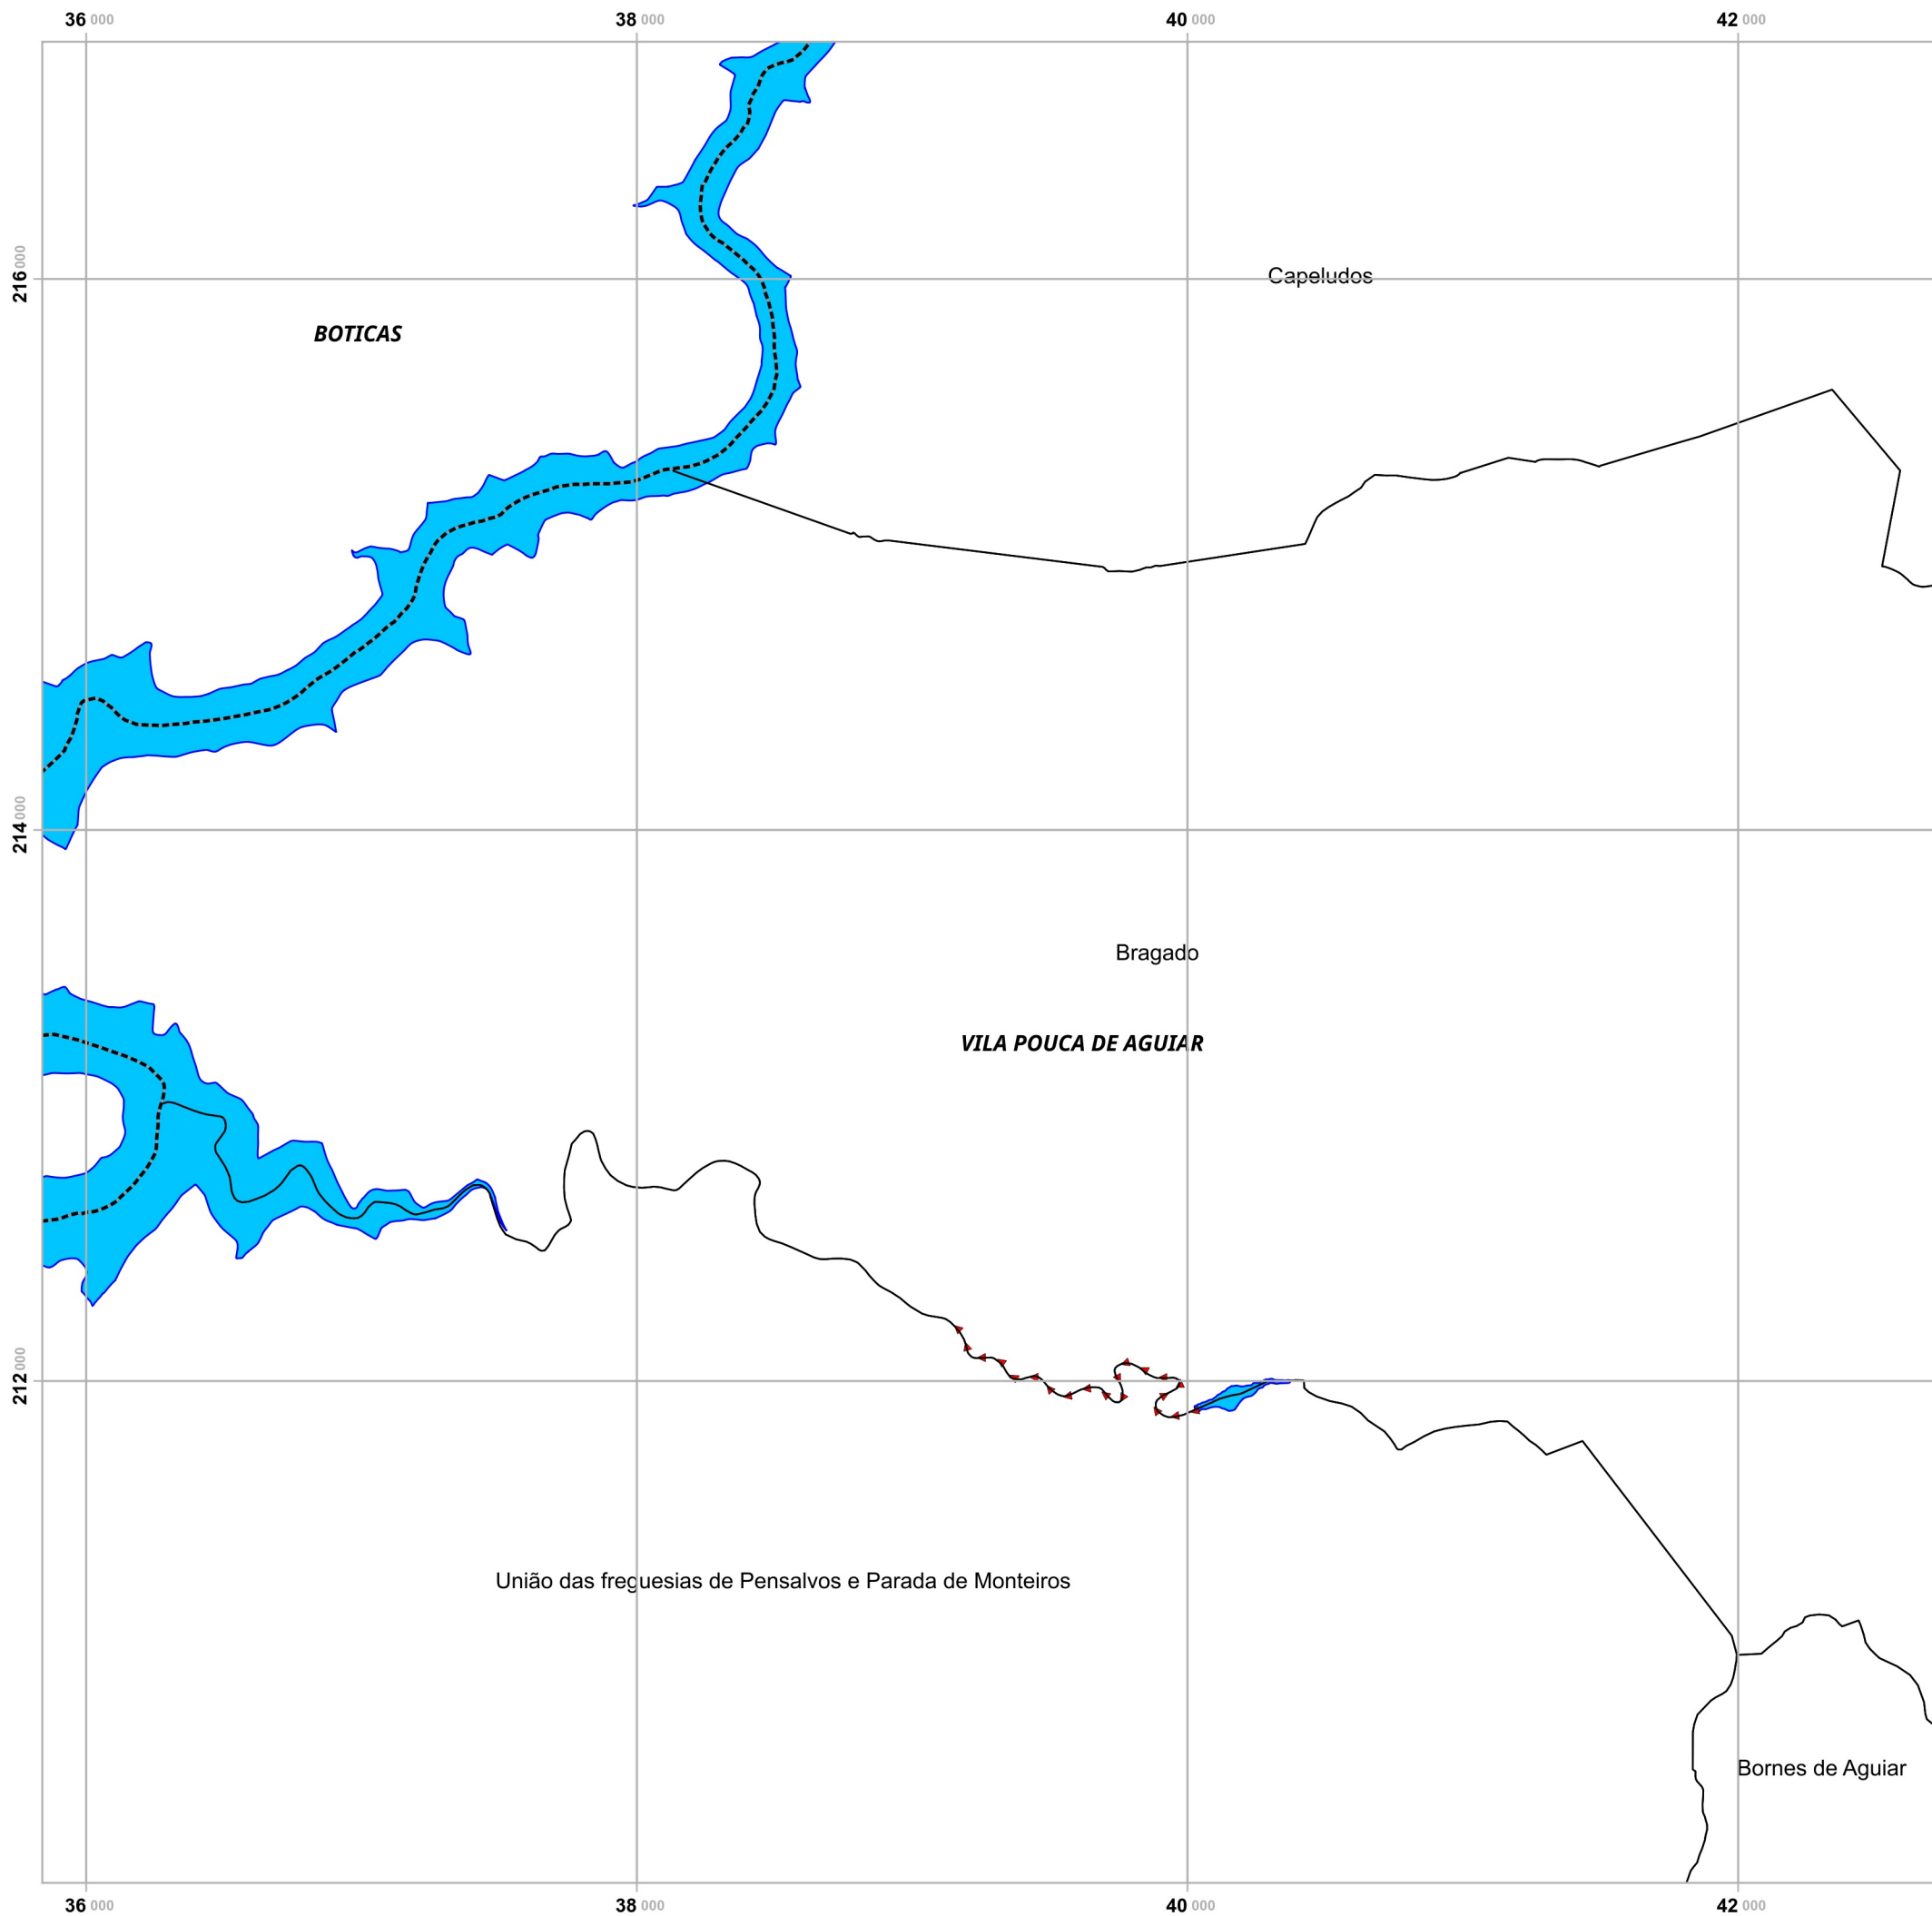 36 000
38 000
40 000
42 000
216 000
Capeludos
BOTICAS
214 000
Bragado
VILA POUCA DE AGUIAR
212 000
União das freguesias de Pensalvos e Parada de Monteiros
Bornes de Aguiar
36 000
38 000
40 000
42 000